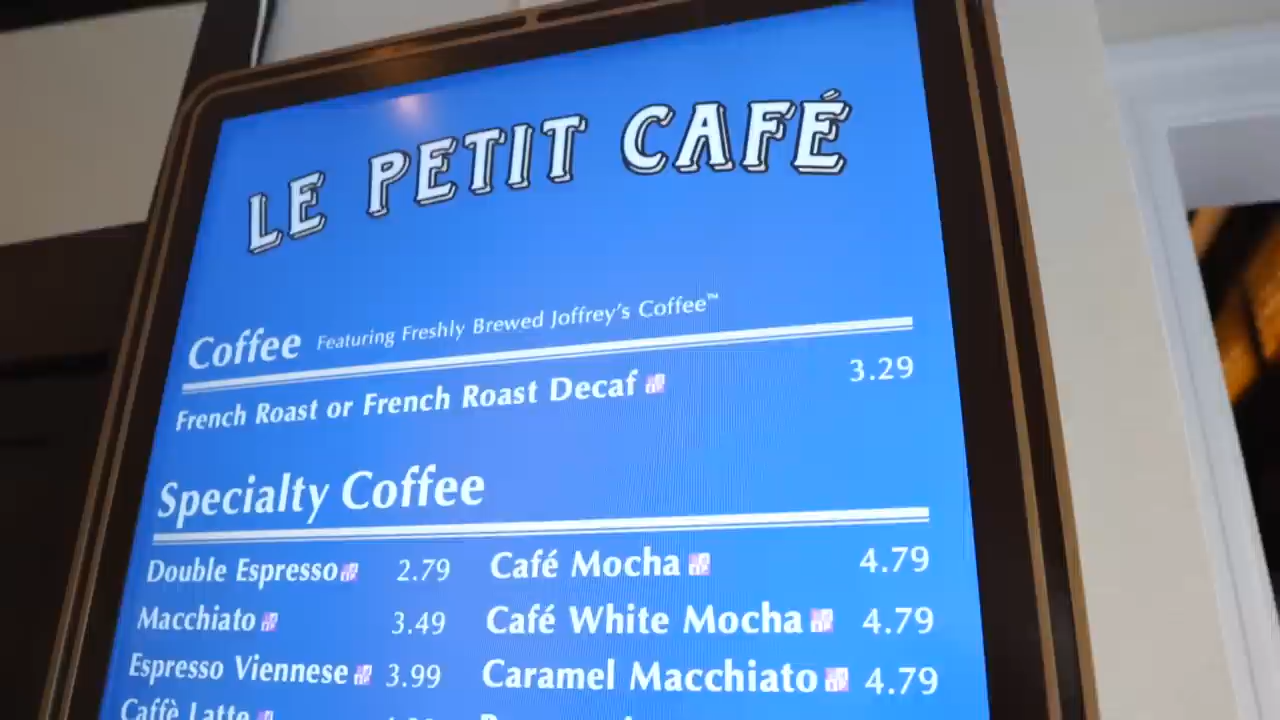 LE PETIT CAFÉ
Coffee Featuring Freshly Brewed Joffrey's Coffee™
French Roast or French Roast Decaf 3.29
Specialty Coffee
Double Espresso 2.79 Café Mocha 4.79
Macchiato 3.49 Café White Mocha 4.79
Espresso Viennese 3.99 Caramel Macchiato 4.79
Caffè Latte